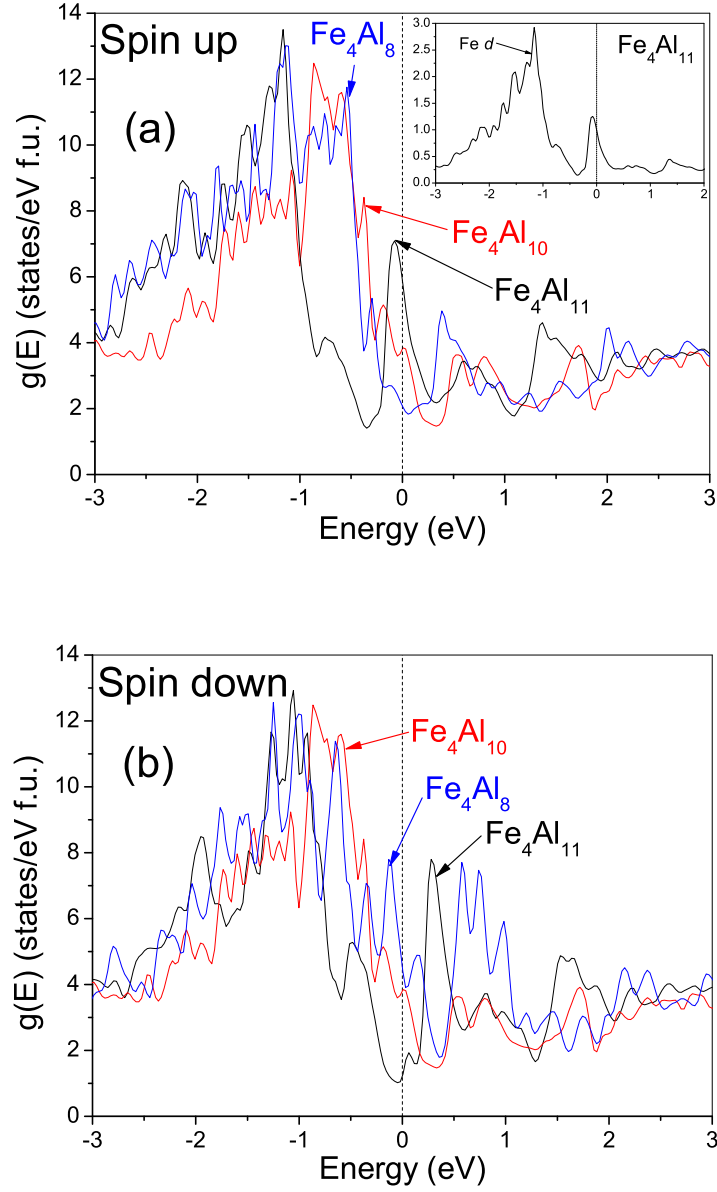 Spin up
Fe₄Al₈
(a)
Fe₄Al₁₀
Fe₄Al₁₁
3.0
2.5
2.0
1.5
1.0
0.5
0.0
Fe d
Fe₄Al₁₁
-3
-2
-1
0
1
2
14
12
10
8
6
4
2
0
g(E) (states/eV f.u.)
-3
-2
-1
0
1
2
3
Energy (eV)
Spin down
(b)
Fe₄Al₁₀
Fe₄Al₈
Fe₄Al₁₁
14
12
10
8
6
4
2
0
g(E) (states/eV f.u.)
-3
-2
-1
0
1
2
3
Energy (eV)